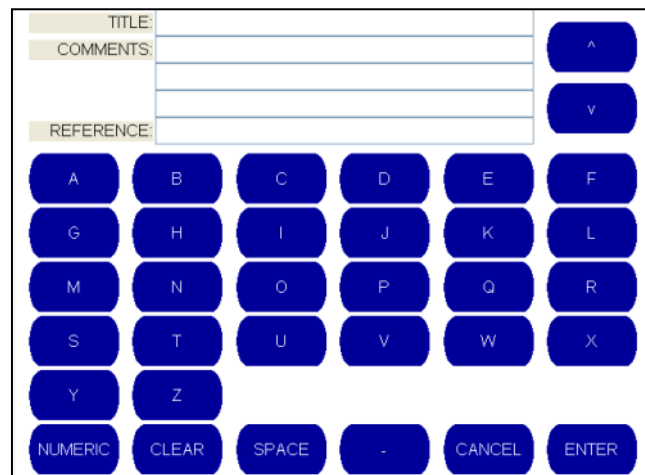 TITLE:
COMMENTS: ^
v
REFERENCE:
A B C D E F
G H I J K L
M N O P Q R
S T U V W X
Y Z
NUMERIC CLEAR SPACE - CANCEL ENTER